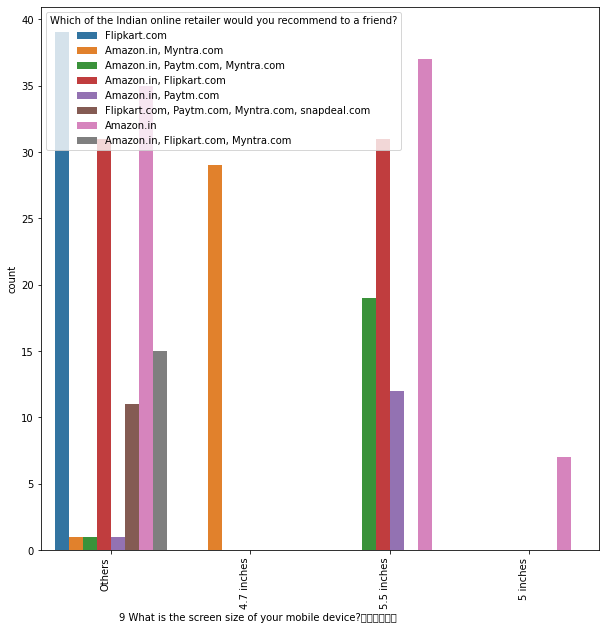 Which of the Indian online retailer would you recommend to a friend?
Flipkart.com
Amazon.in, Myntra.com
Amazon.in, Paytm.com, Myntra.com
Amazon.in, Flipkart.com
Amazon.in, Paytm.com
Flipkart.com, Paytm.com, Myntra.com, snapdeal.com
Amazon.in
Amazon.in, Flipkart.com, Myntra.com
40
35
30
25
20
15
10
5
0
count
Others
4.7 inches
5.5 inches
5 inches
9 What is the screen size of your mobile device?